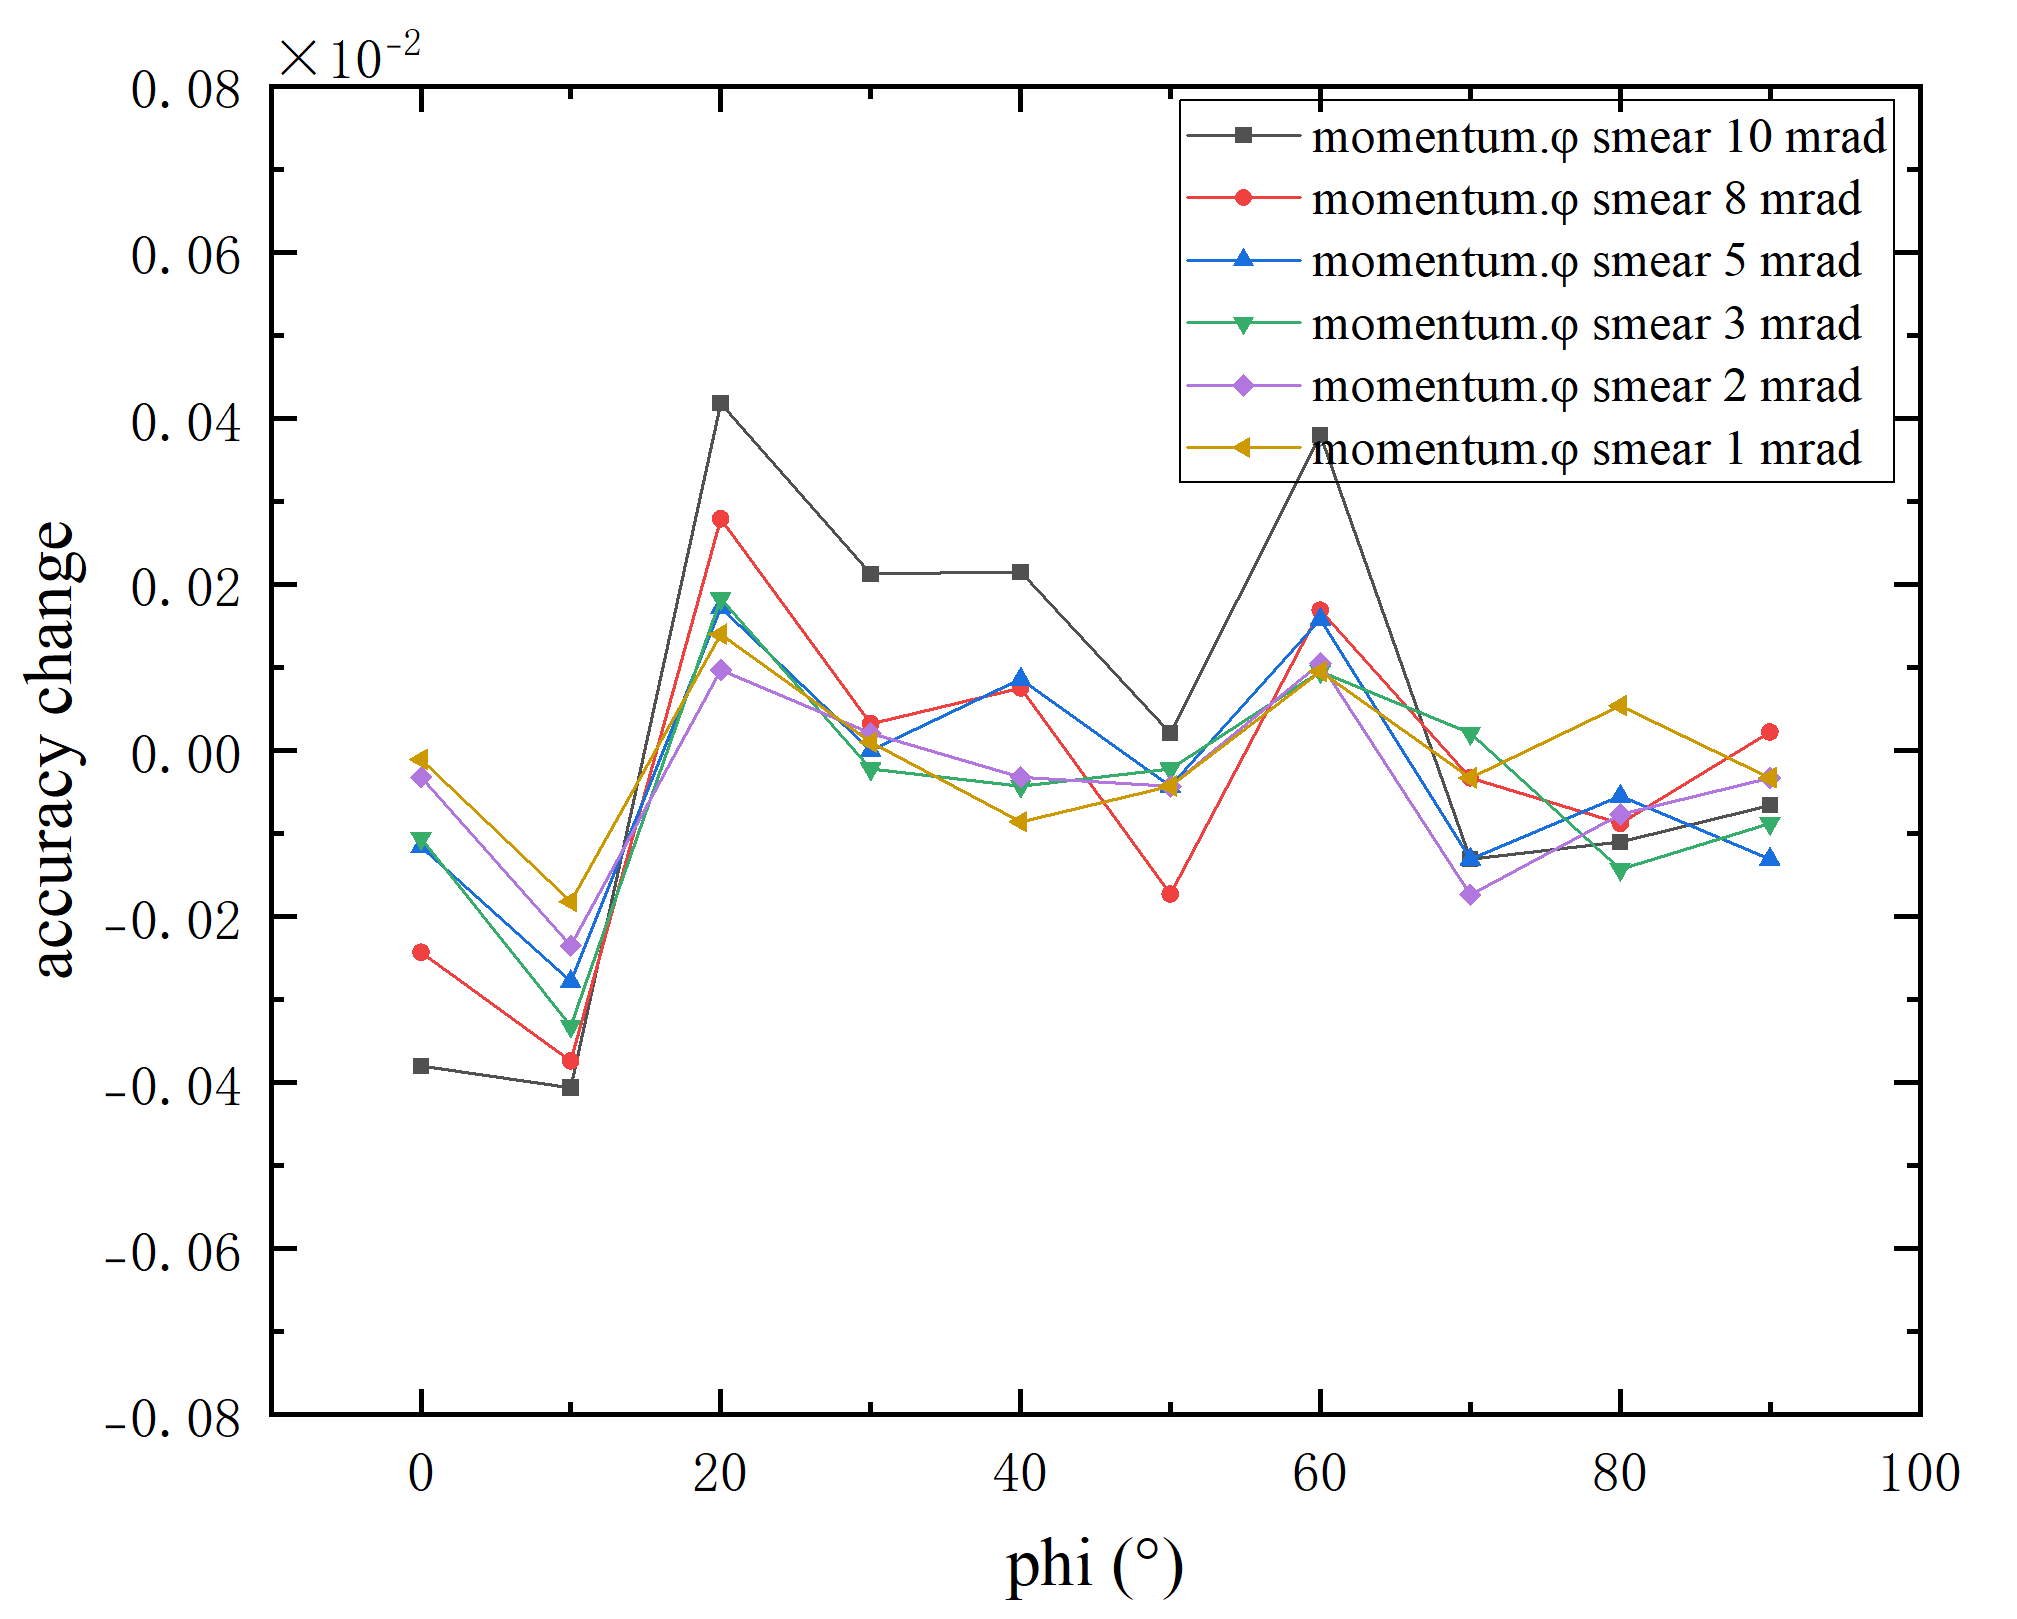 ×10⁻²
0.08
0.06
0.04
0.02
0.00
-0.02
-0.04
-0.06
-0.08
accuracy change
momentum.φ smear 10 mrad
momentum.φ smear 8 mrad
momentum.φ smear 5 mrad
momentum.φ smear 3 mrad
momentum.φ smear 2 mrad
momentum.φ smear 1 mrad
0 20 40 60 80 100
phi (°)